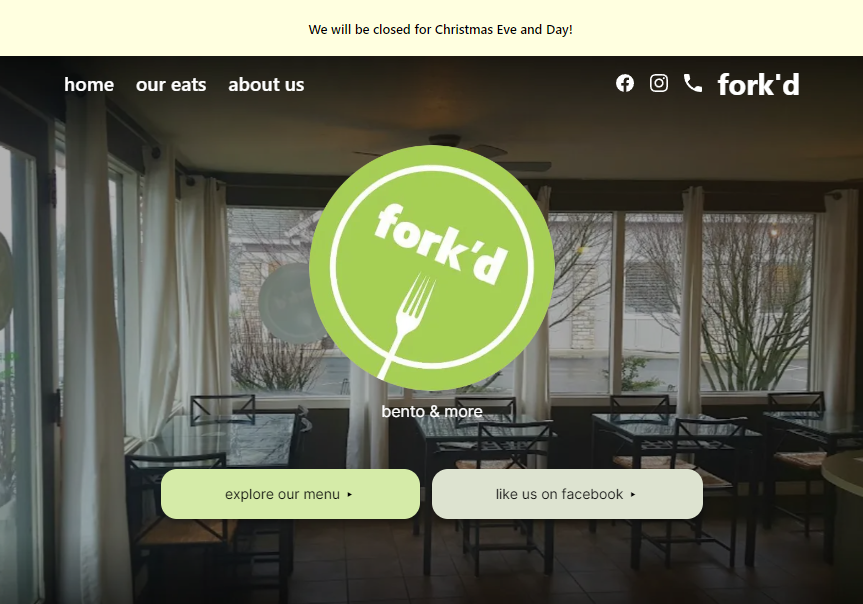 We will be closed for Christmas Eve and Day!
home our eats about us fork'd
fork'd
bento & more
explore our menu ▸
like us on facebook ▸